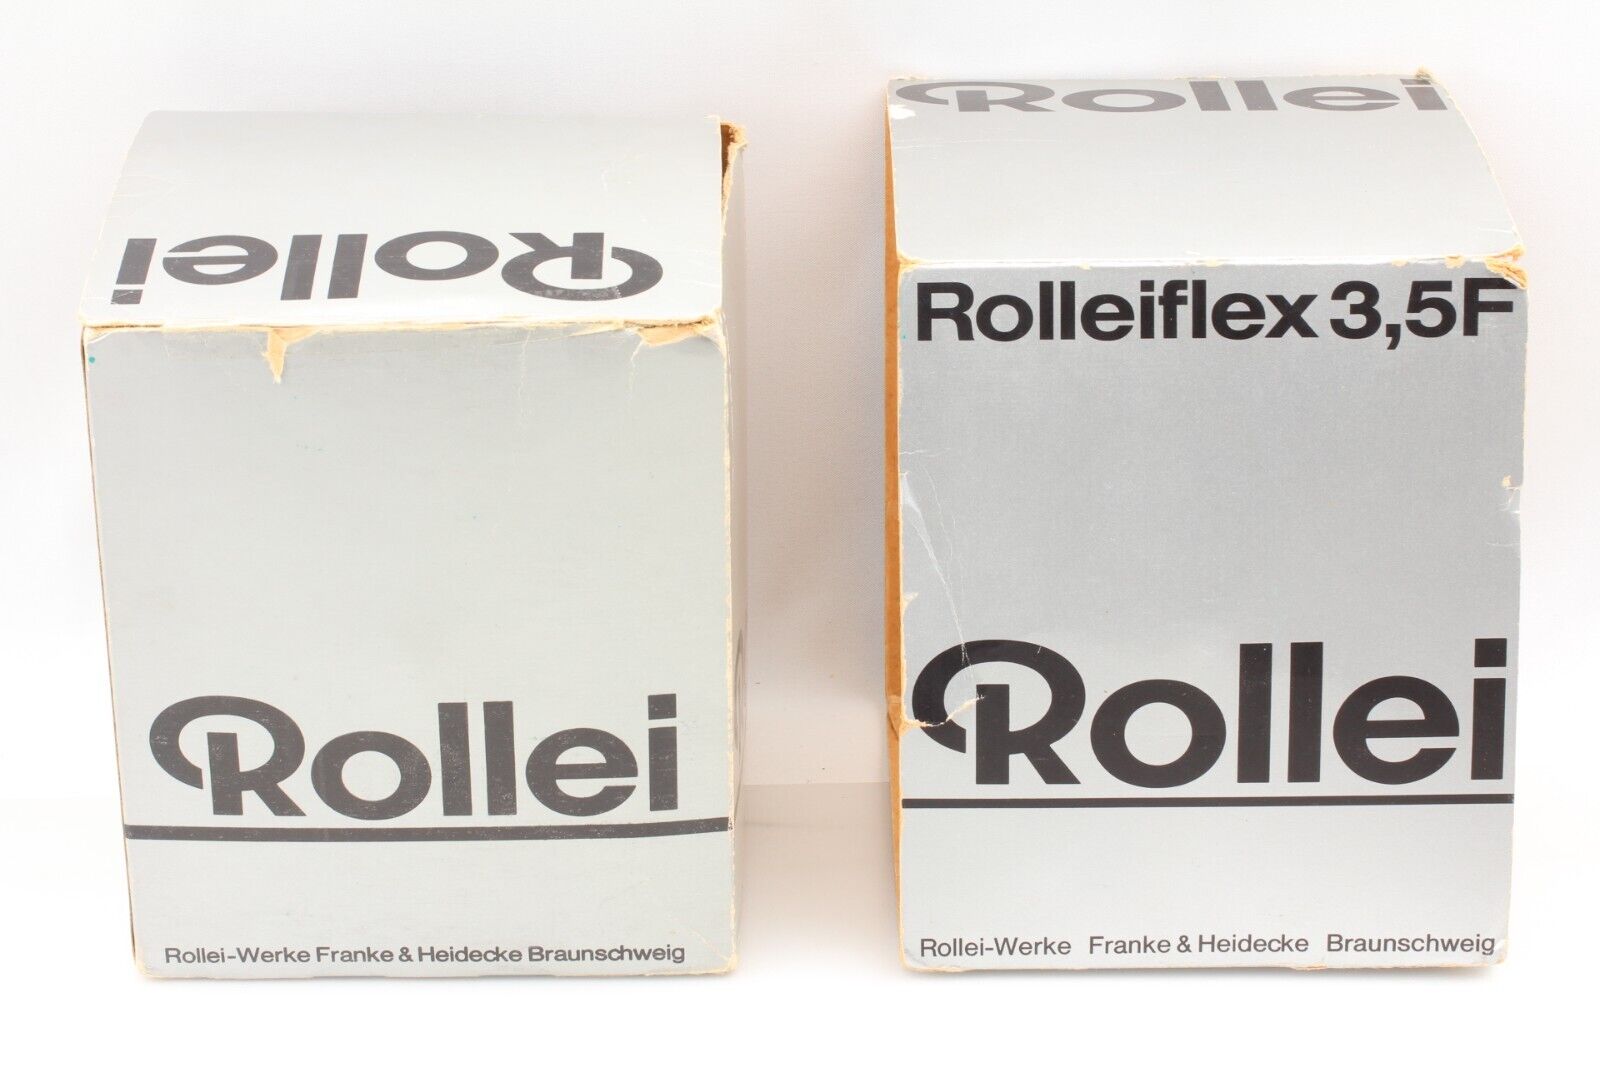 Rollei
Rollei
Rollei-Werke Franke & Heidecke Braunschweig
Rollei
Rolleiflex 3,5F
Rollei
Rollei-Werke Franke & Heidecke Braunschweig